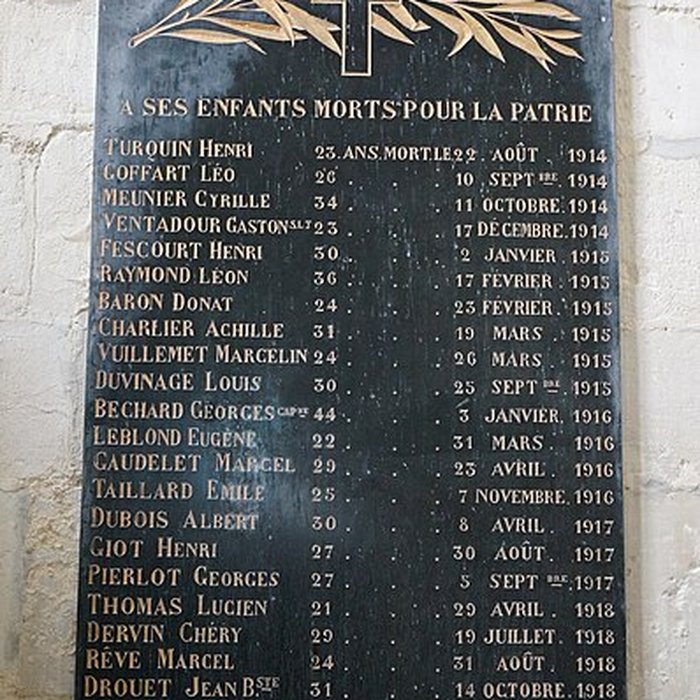 A SES ENFANTS MORTS POUR LA PATRIE
TURQUIN HENRI 23. ANS. MORT. LE 22. AOÛT. 1914
GOFFART LÉO 26. . . 10. SEPTBRE. 1914
MEUNIER CYRILLE 34. . . 11 OCTOBRE. 1914
VENTADOUR GASTON S.LT 23. . . 17 DÉCEMBRE. 1914
FESCOURT HENRI 30. . . 2 JANVIER. 1915
RAYMOND LÉON 36. . . 17 FÉVRIER. 1915
BARON DONAT 24. . . 23 FÉVRIER. 1915
CHARLIER ACHILLE 31. . . 19 MARS. 1915
VUILLEMET MARCELIN 24. . . 26 MARS. 1915
DUVINAGE LOUIS 30. . . 25 SEPTBRE. 1915
BECHARD GEORGES CAPNE 44. . . 3 JANVIER. 1916
LEBLOND EUGÈNE 22. . . 31 MARS. 1916
GAUDELET MARCEL 29. . . 23 AVRIL. 1916
TAILLARD EMILE 25. . . 7 NOVEMBRE. 1916
DUBOIS ALBERT 30. . . 8 AVRIL. 1917
GIOT HENRI 27. . . 30 AOÛT. 1917
PIERLOT GEORGES 27. . . 5 SEPTBRE. 1917
THOMAS LUCIEN 21. . . 29 AVRIL. 1918
DERVIN CHÉRY 29. . . 19 JUILLET. 1918
RÊVE MARCEL 24. . . 31 AOÛT. 1918
DROUET JEAN BSTE 31. . . 14 OCTOBRE. 1918